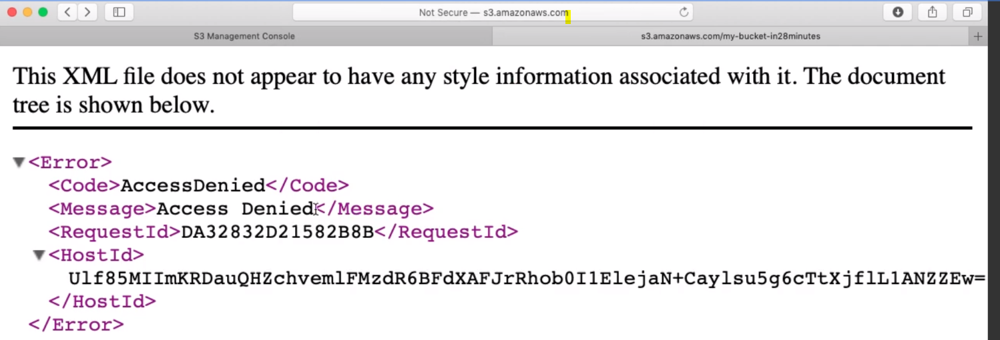 Not Secure — s3.amazonaws.com
S3 Management Console
s3.amazonaws.com/my-bucket-in28minutes
This XML file does not appear to have any style information associated with it. The document
tree is shown below.
<Error>
<Code>AccessDenied</Code>
<Message>Access Denied</Message>
<RequestId>DA32832D21582B8B</RequestId>
<HostId>
Ulf85MIImKRDauQHZchvemlFMzdR6BFdXAFJrRhob0I1ElejaN+Caylsu5g6cTtXjflL1ANZZEw=
</HostId>
</Error>